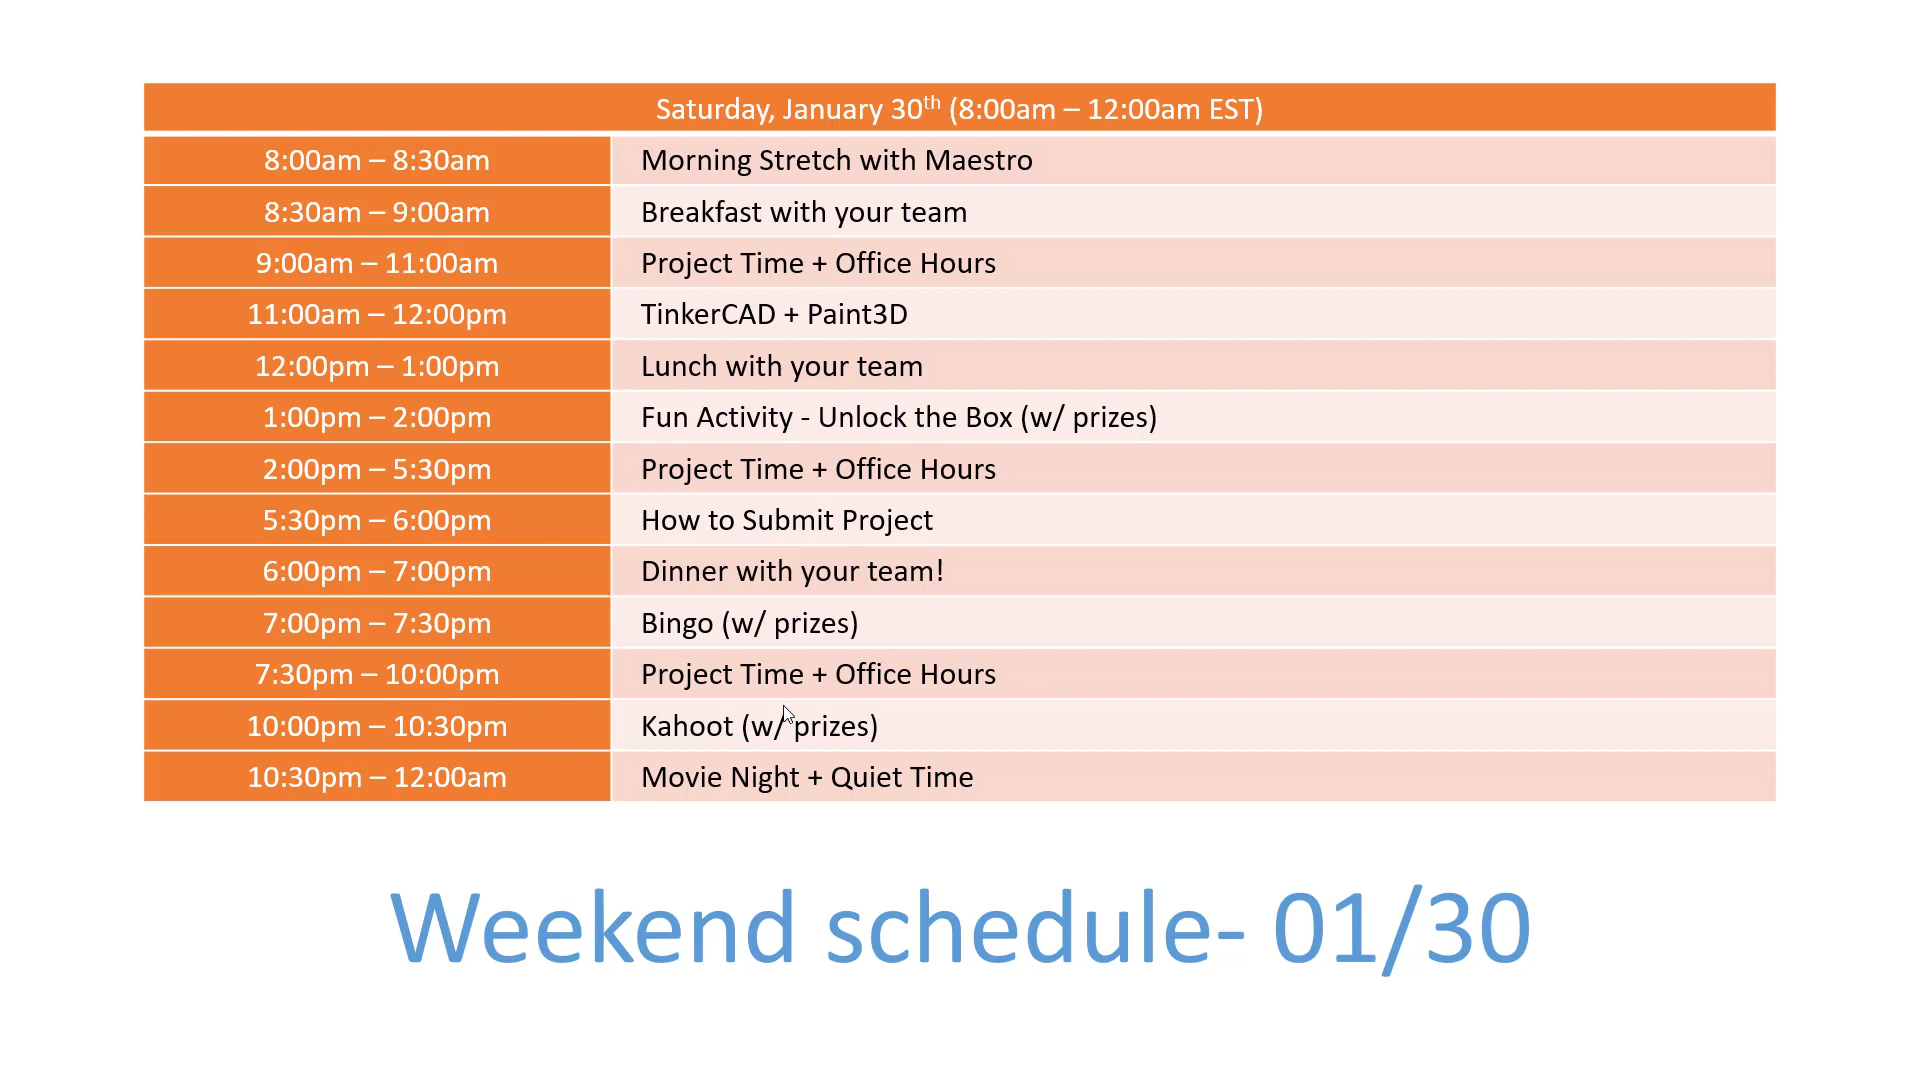 Saturday, January 30th (8:00am – 12:00am EST)
8:00am – 8:30am Morning Stretch with Maestro
8:30am – 9:00am Breakfast with your team
9:00am – 11:00am Project Time + Office Hours
11:00am – 12:00pm TinkerCAD + Paint3D
12:00pm – 1:00pm Lunch with your team
1:00pm – 2:00pm Fun Activity - Unlock the Box (w/ prizes)
2:00pm – 5:30pm Project Time + Office Hours
5:30pm – 6:00pm How to Submit Project
6:00pm – 7:00pm Dinner with your team!
7:00pm – 7:30pm Bingo (w/ prizes)
7:30pm – 10:00pm Project Time + Office Hours
10:00pm – 10:30pm Kahoot (w/ prizes)
10:30pm – 12:00am Movie Night + Quiet Time
Weekend schedule- 01/30